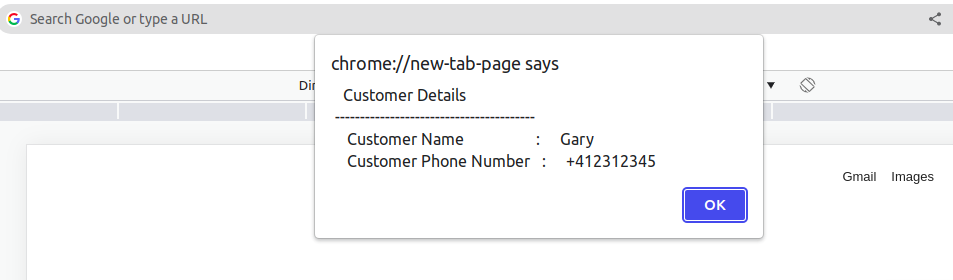 Search Google or type a URL
chrome://new-tab-page says
Dir
Customer Details
----------------------------------------
Customer Name : Gary
Customer Phone Number : +412312345
Gmail Images
OK